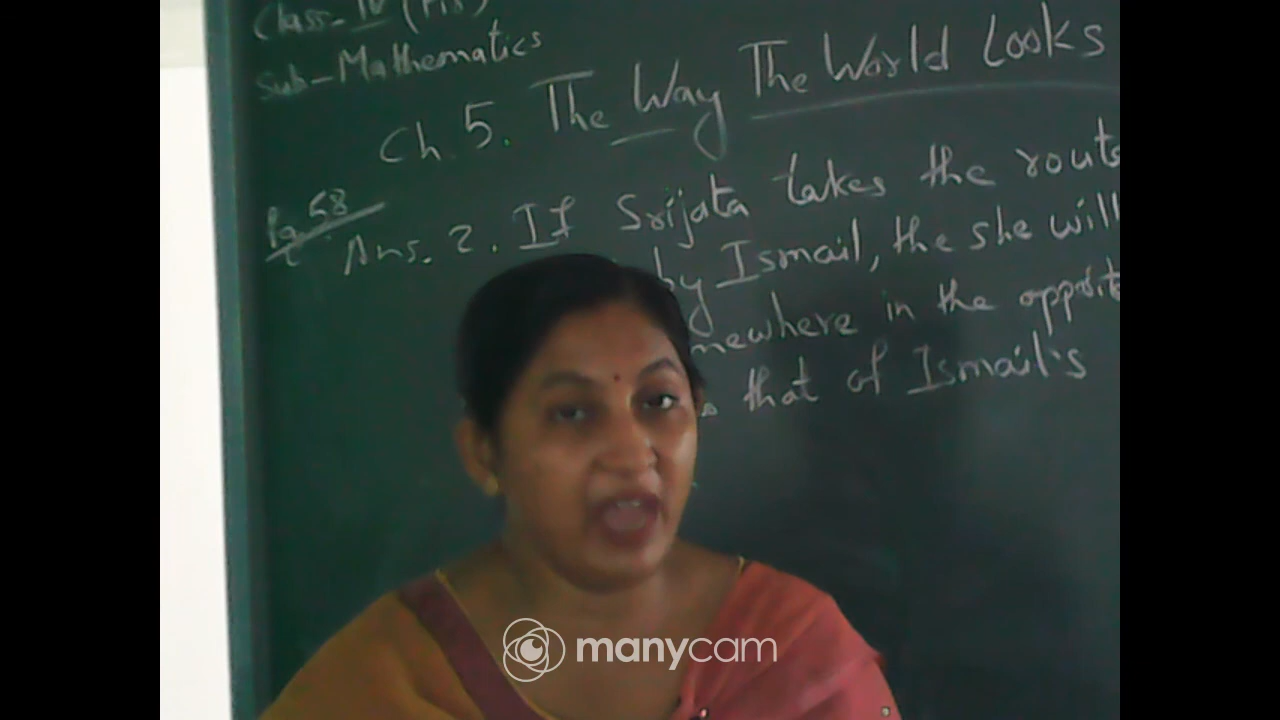 Class-IV (
Sub-Mathematics
Ch 5. The Way The World Looks
Pg 58
Ans. 2. If Srijata takes the route
by Ismail, the she will
mewhere in the opposit
that of Ismail's
manycam